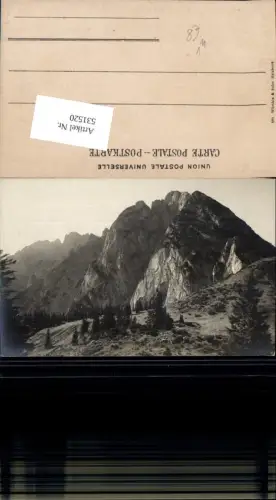 UNION POSTALE UNIVERSELLE
CARTE POSTALE – POSTKARTE
Artikel Nr.
531520